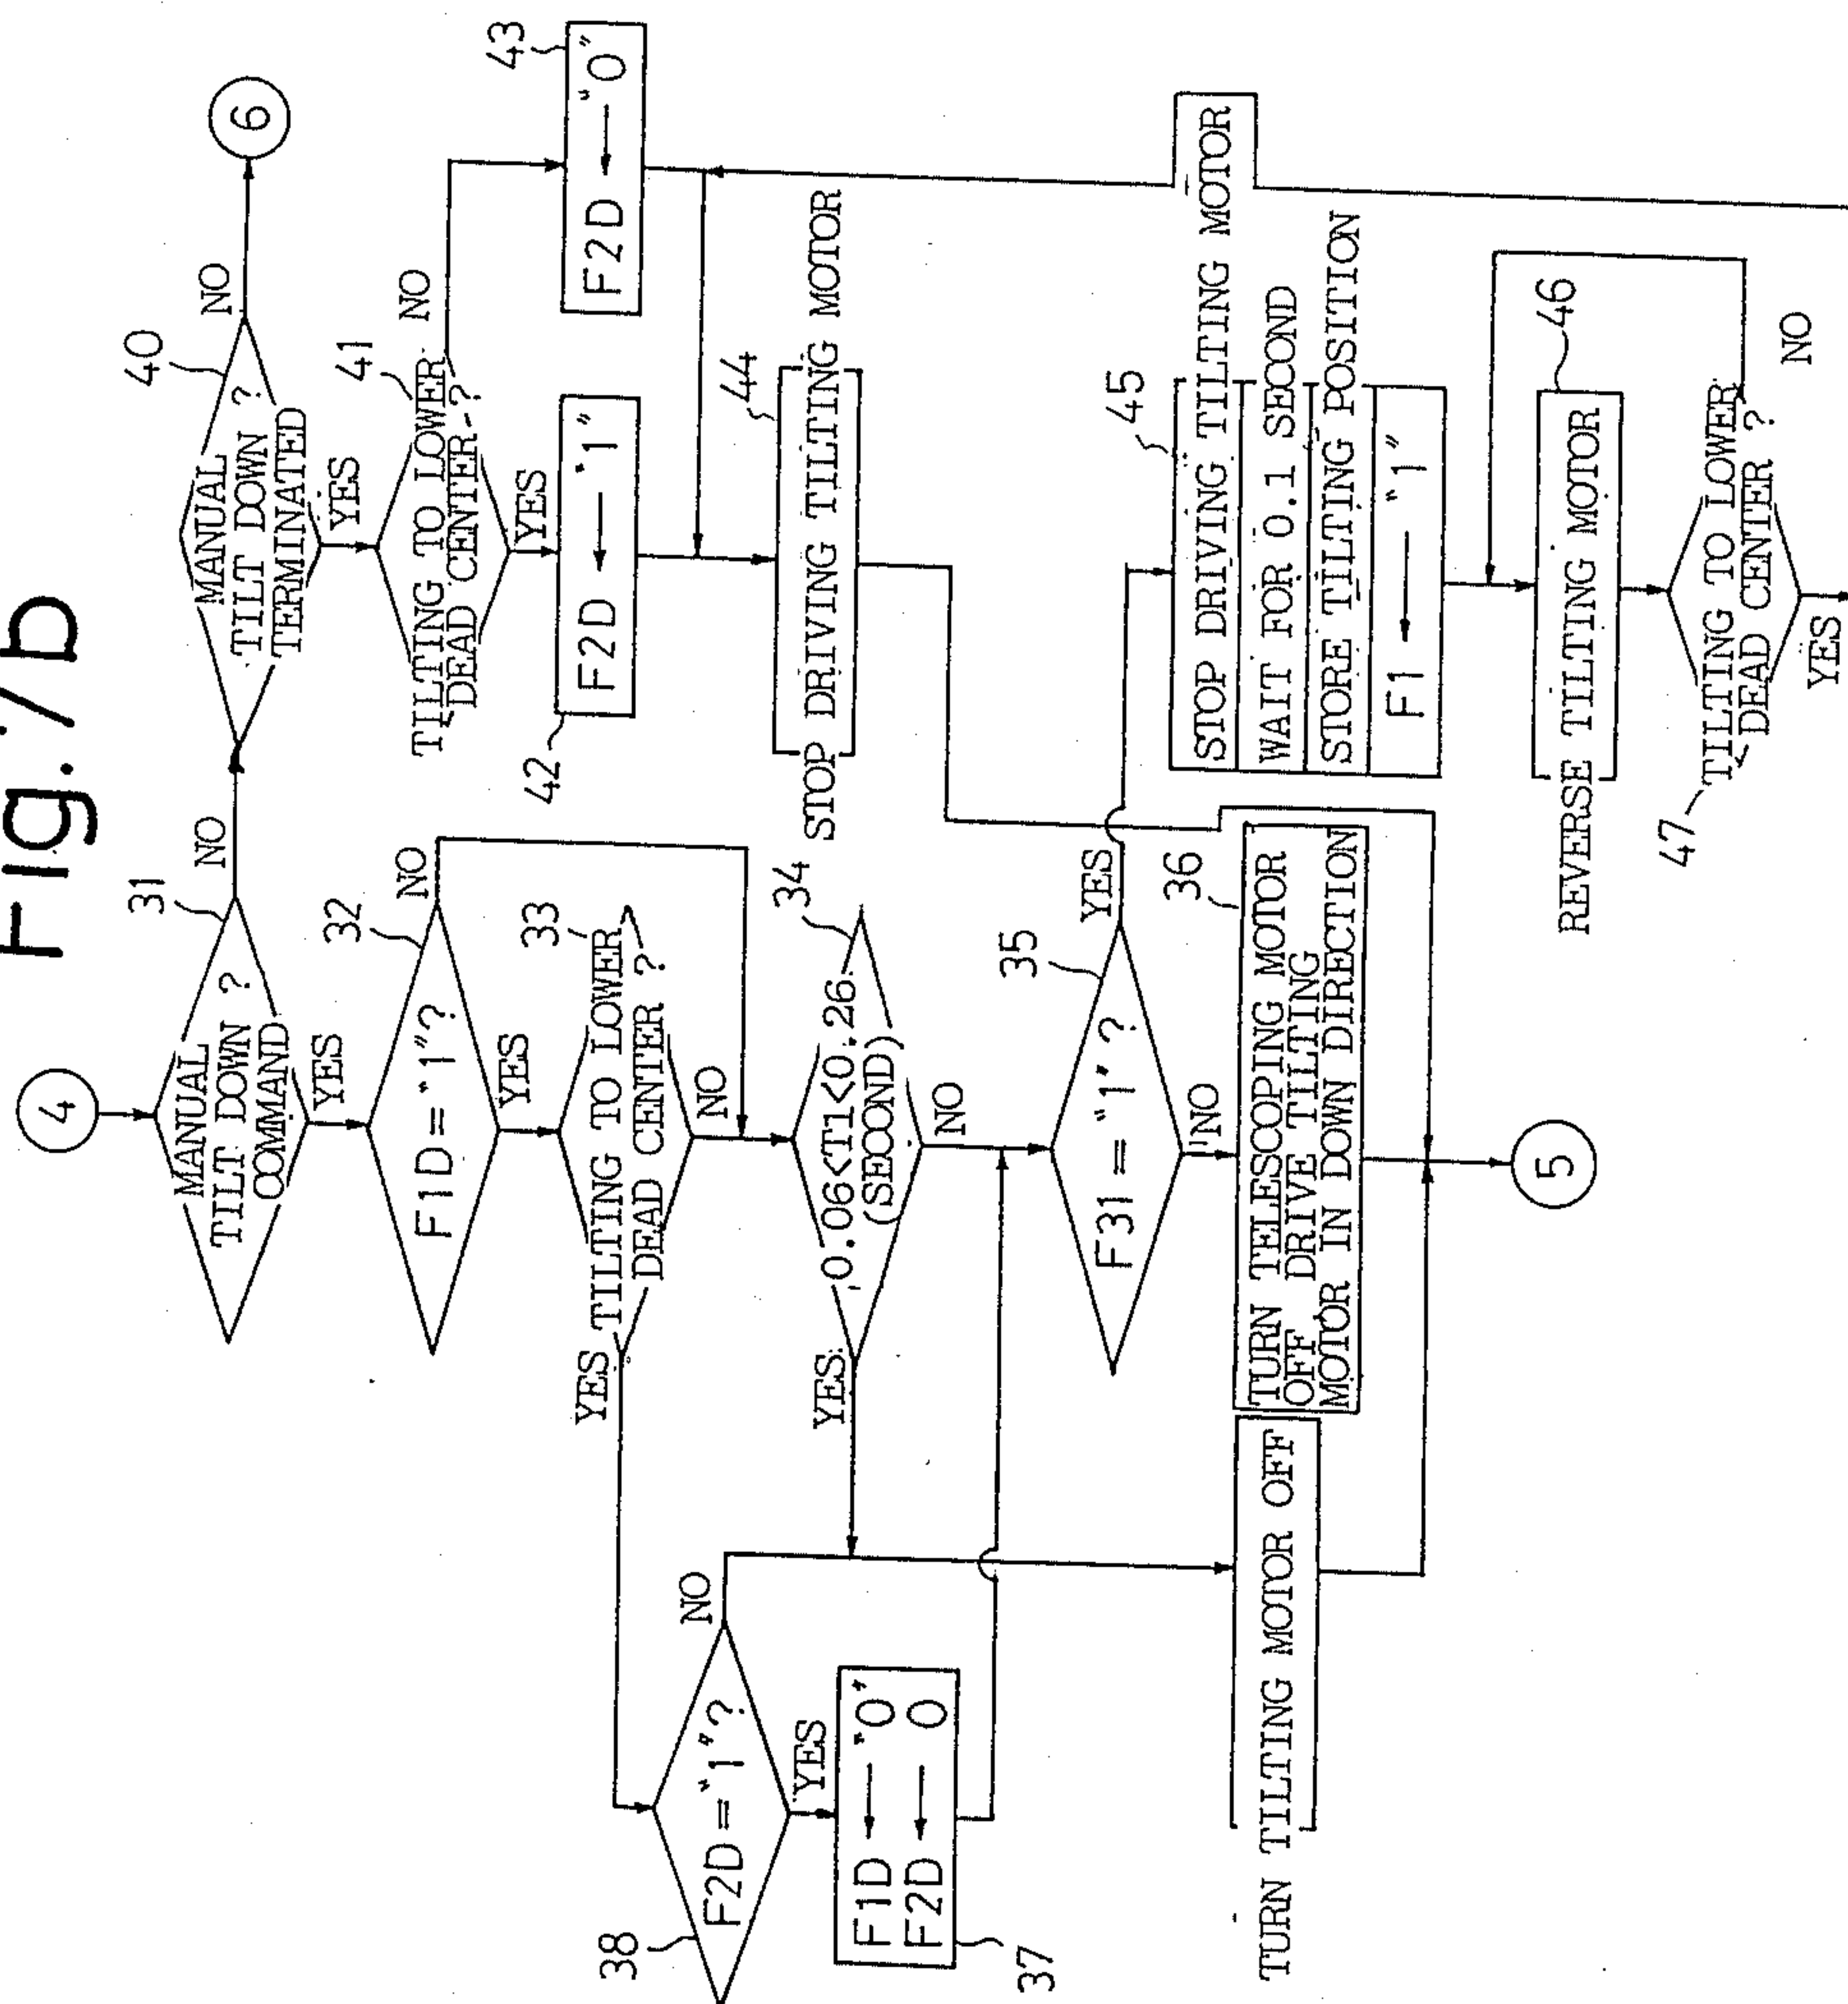 Fig. 7b
4
MANUAL
TILT DOWN ?
COMMAND
31
NO
YES
F1D="1"?
32
NO
YES
TILTING TO LOWER
DEAD CENTER ?
33
YES
NO
0.06<T1<0.26
(SECOND)
34
YES
NO
F31="1"?
35
YES
NO
TURN TELESCOPING MOTOR
OFF DRIVE TILTING
MOTOR IN DOWN DIRECTION
36
5
F2D="1"?
38
NO
YES
F1D ← "0"
F2D ← 0
37
TURN TILTING MOTOR OFF
MANUAL
TILT DOWN ?
TERMINATED
40
NO
6
YES
TILTING TO LOWER
DEAD CENTER ?
41
NO
YES
F2D ← "1"
42
F2D ← "0"
43
STOP DRIVING TILTING MOTOR
44
STOP DRIVING TILTING MOTOR
WAIT FOR 0.1 SECOND
STORE TILTING POSITION
F1 ← "1"
45
REVERSE TILTING MOTOR
46
TILTING TO LOWER
DEAD CENTER ?
47
NO
YES